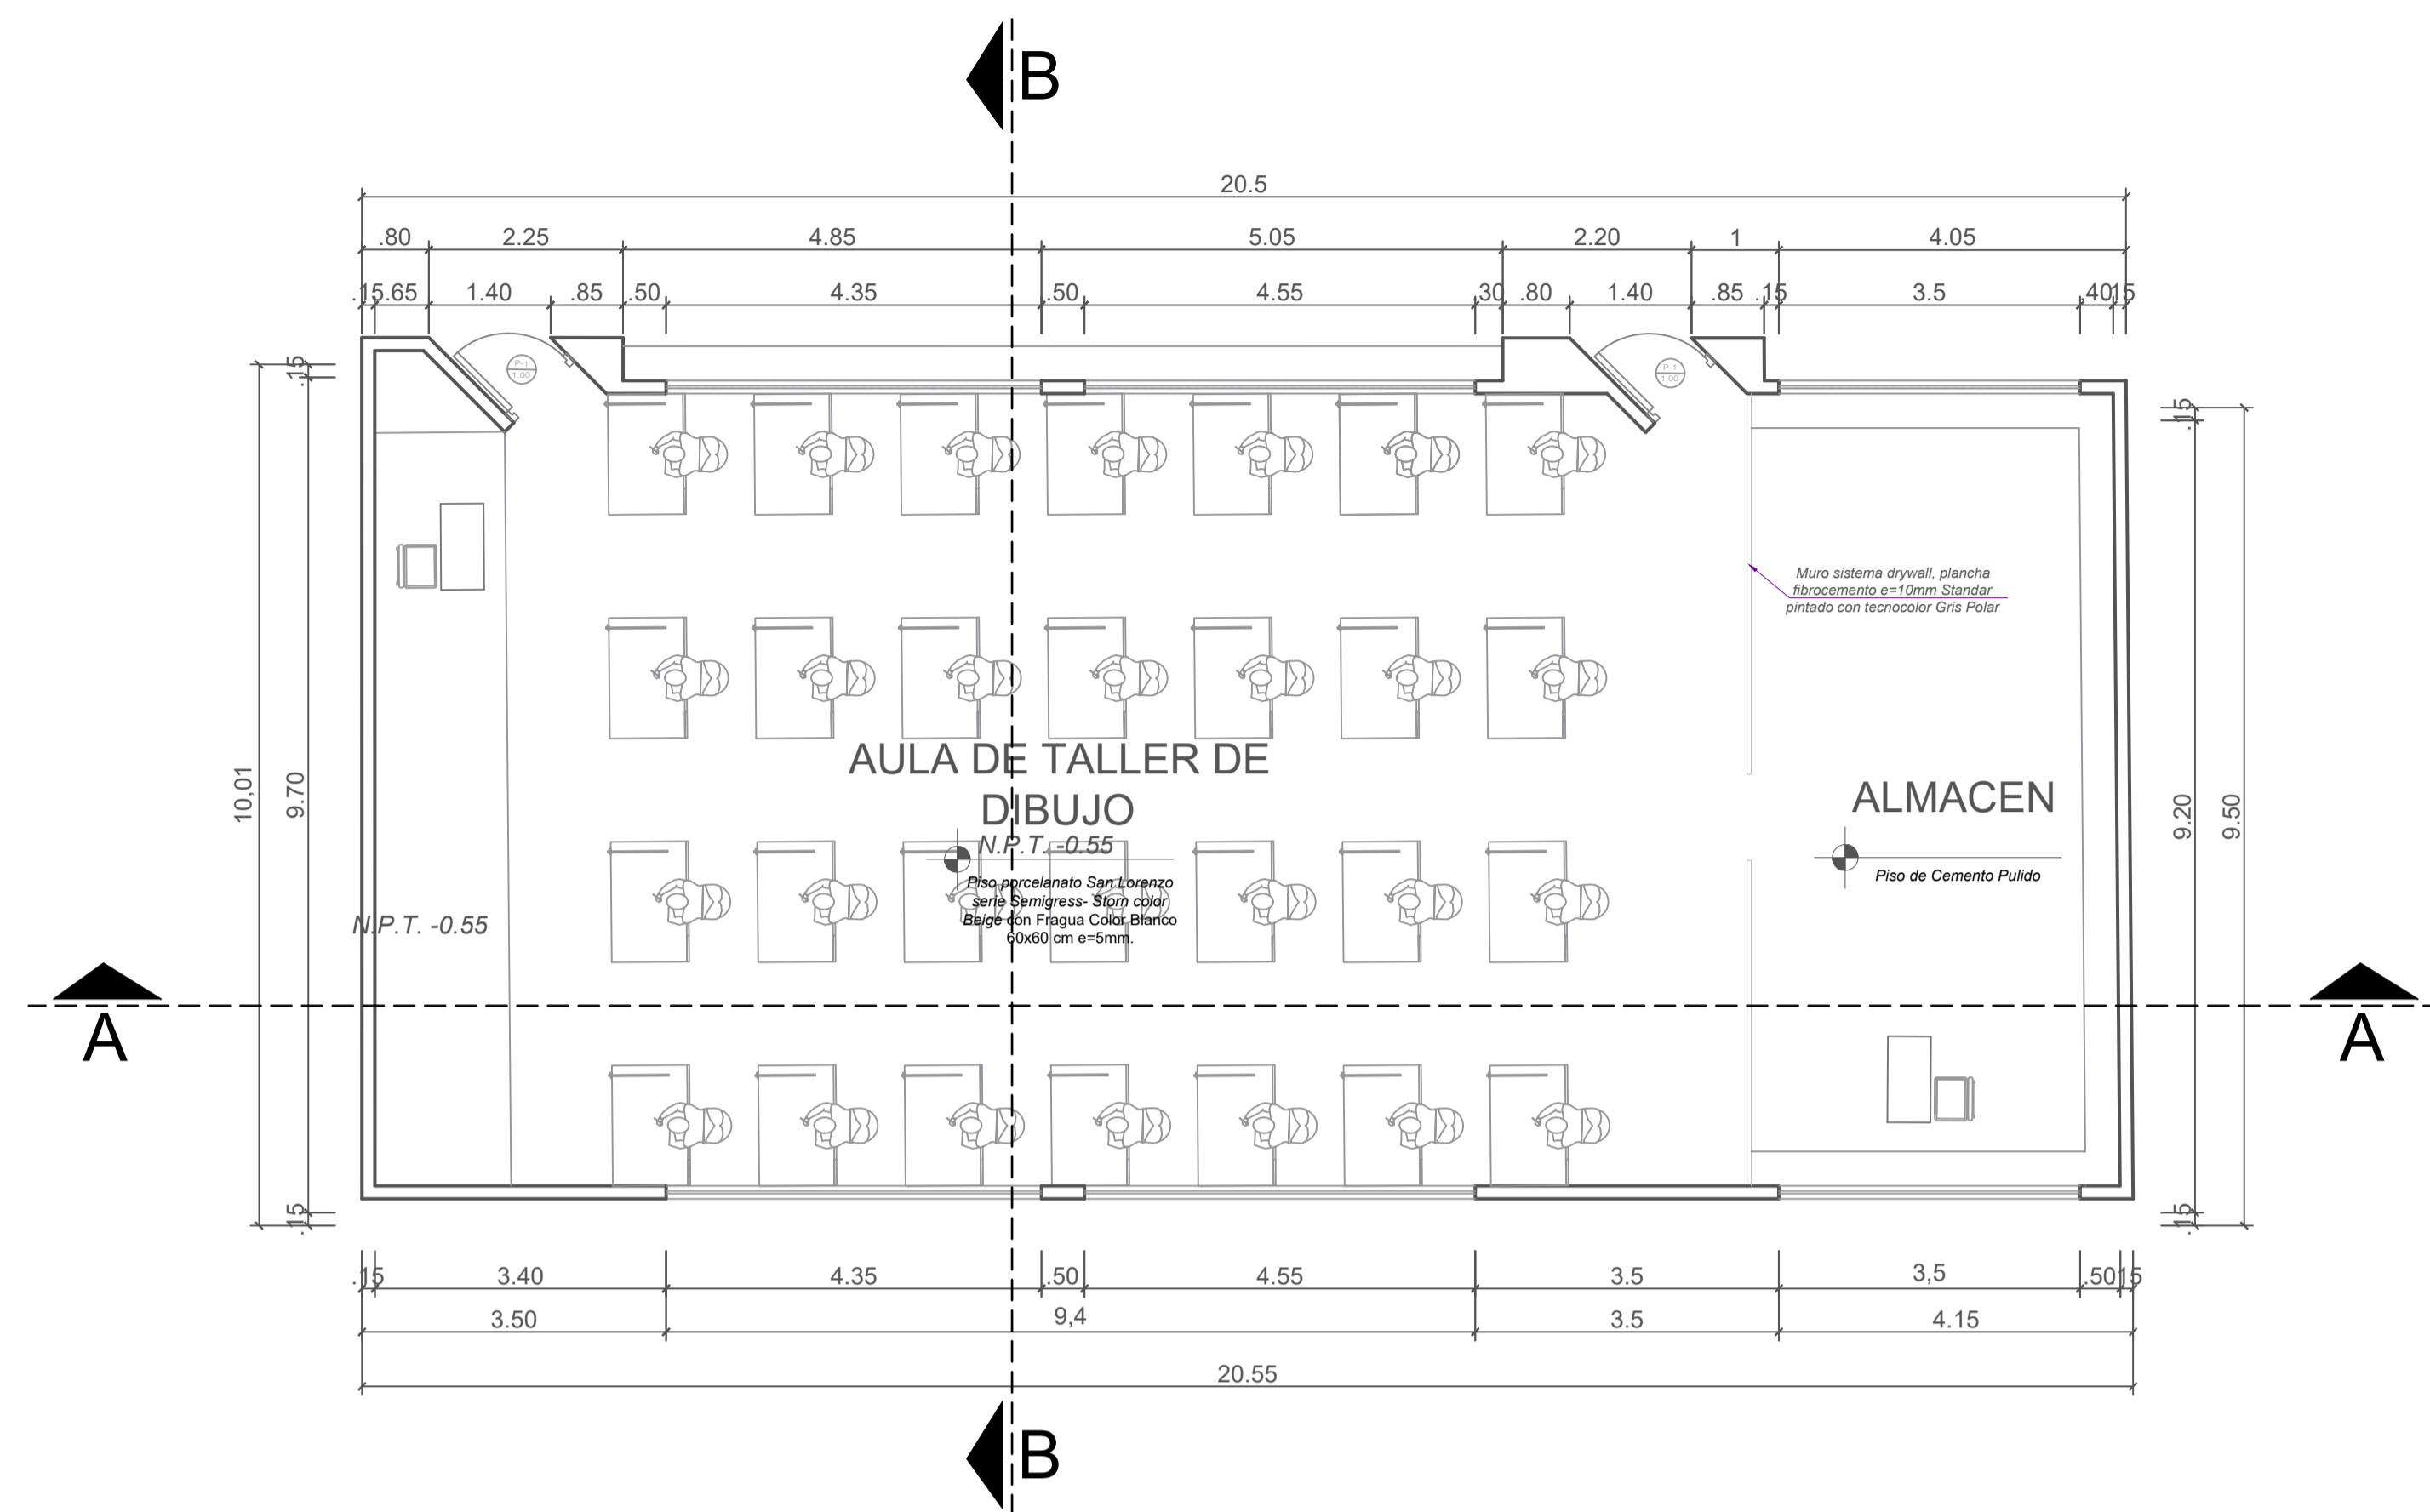 B
20.5
.80 2.25 4.85 5.05 2.20 1 4.05
.15 .65 1.40 .85 .50 4.35 .50 4.55 .30 .80 1.40 .85 .15 3.5 .40 .15
P-1
1.00
P-1
1.00
.15
.15
Muro sistema drywall, plancha
fibrocemento e=10mm Standar
pintado con tecnocolor Gris Polar
AULA DE TALLER DE
DIBUJO
N.P.T. -0.55
Piso porcelanato San Lorenzo
serie Semigress- Storn color
Beige con Fragua Color Blanco
60x60 cm e=5mm.
ALMACEN
Piso de Cemento Pulido
10,01
9.70
9.20
9.50
N.P.T. -0.55
A
A
.15
.15
.15 3.40 4.35 .50 4.55 3.5 3,5 .50 .15
3.50 9,4 3.5 4.15
20.55
B